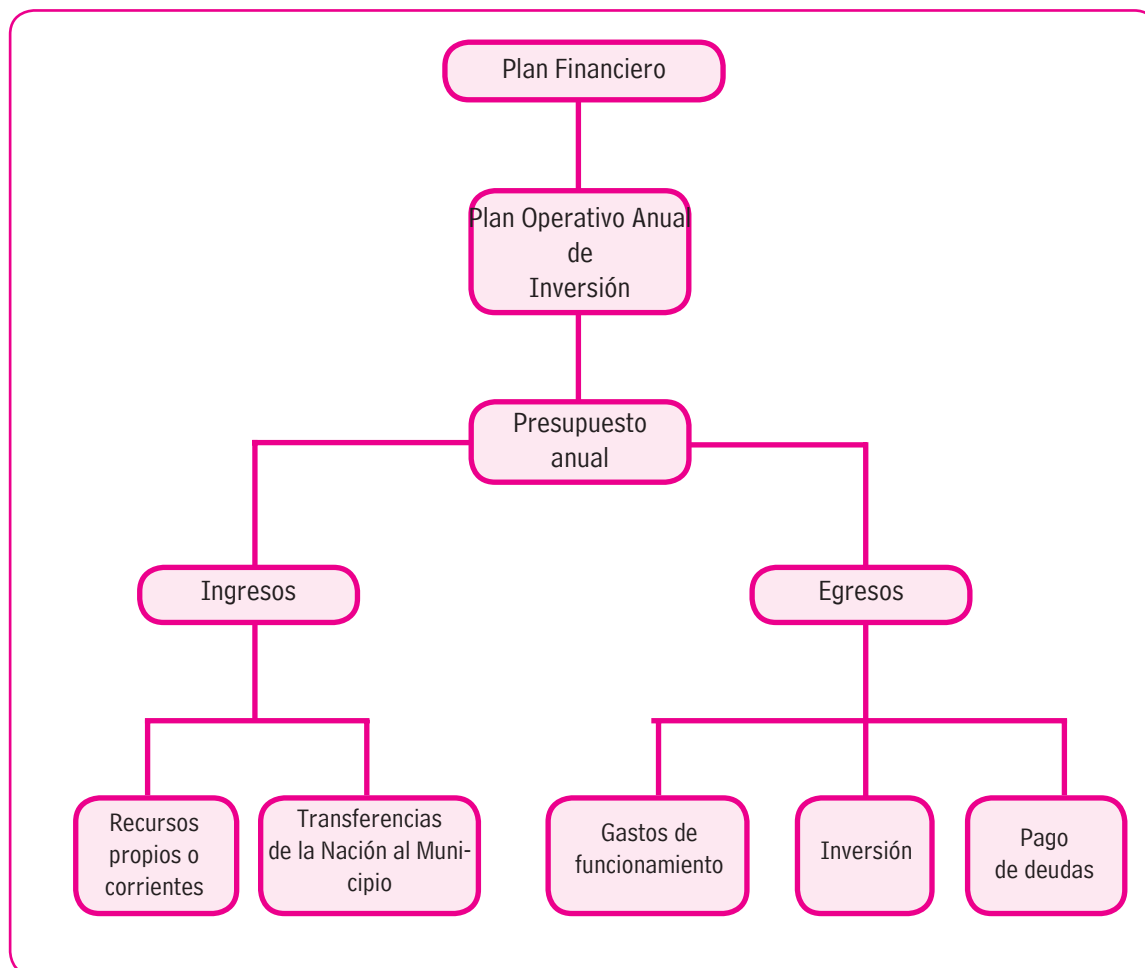 Plan Financiero
Plan Operativo Anual
de
Inversión
Presupuesto
anual
Ingresos
Egresos
Recursos
propios o
corrientes
Transferencias
de la Nación al Muni-
cipio
Gastos de
funcionamiento
Inversión
Pago
de deudas